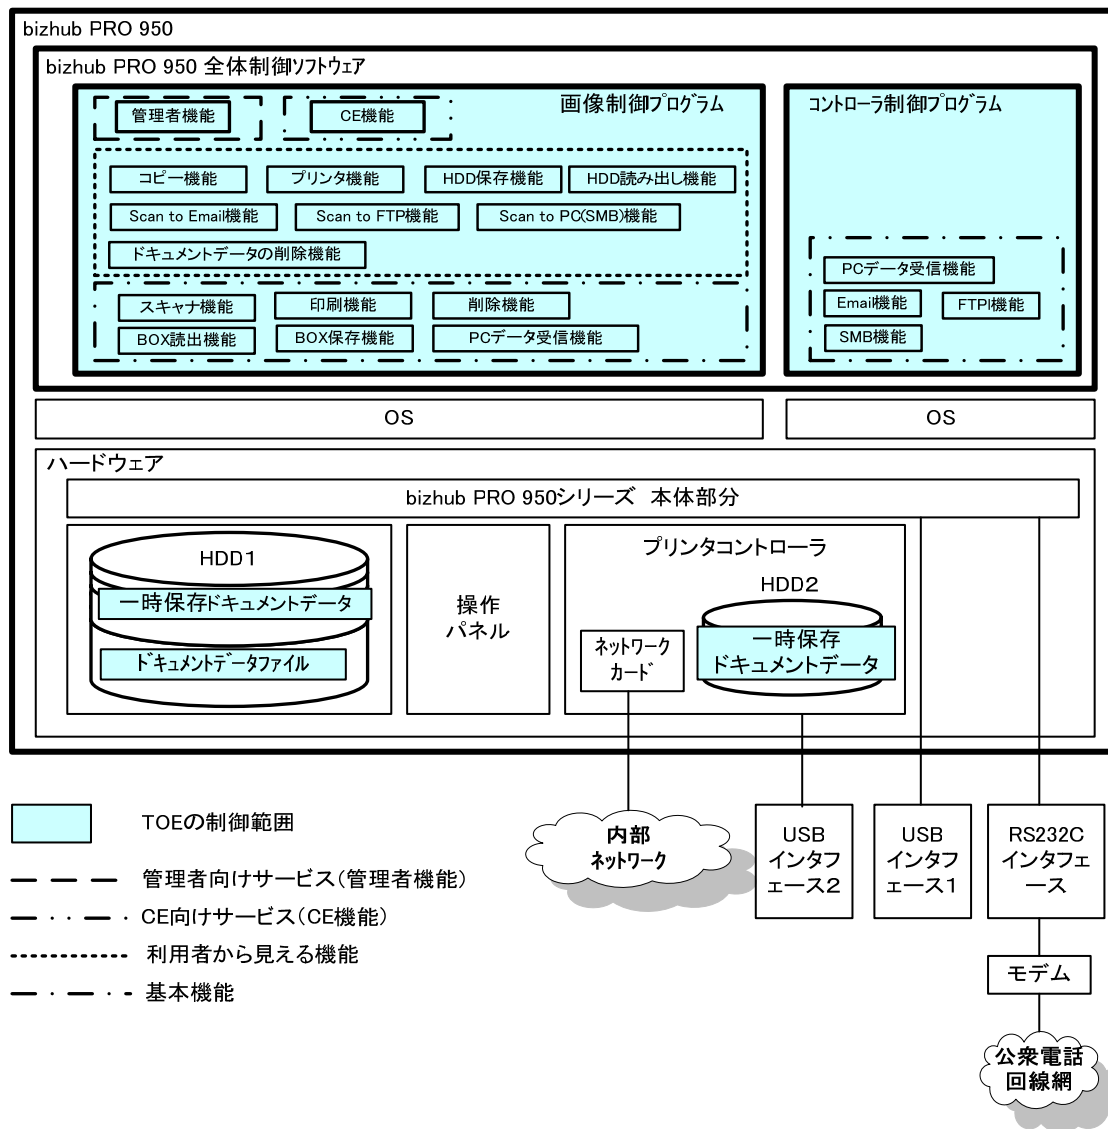 bizhub PRO 950
bizhub PRO 950 全体制御ソフトウェア
画像制御プログラム
コントローラ制御プログラム
管理者機能
CE機能
コピー機能
プリンタ機能
HDD保存機能
HDD読み出し機能
Scan to Email機能
Scan to FTP機能
Scan to PC(SMB)機能
ドキュメントデータの削除機能
スキャナ機能
印刷機能
削除機能
BOX読出機能
BOX保存機能
PCデータ受信機能
PCデータ受信機能
Email機能
FTPI機能
SMB機能
OS
OS
ハードウェア
bizhub PRO 950シリーズ 本体部分
HDD1
一時保存ドキュメントデータ
ドキュメントデータファイル
操作
パネル
プリンタコントローラ
HDD2
ネットワーク
カード
一時保存
ドキュメントデータ
内部
ネットワーク
USB
インタフ
ェース2
USB
インタフ
ェース1
RS232C
インタフェ
ース
モデム
公衆電話
回線網
TOEの制御範囲
管理者向けサービス(管理者機能)
CE向けサービス(CE機能)
利用者から見える機能
基本機能